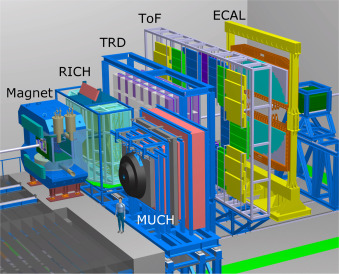 ECAL
ToF
TRD
RICH
Magnet
MUCH